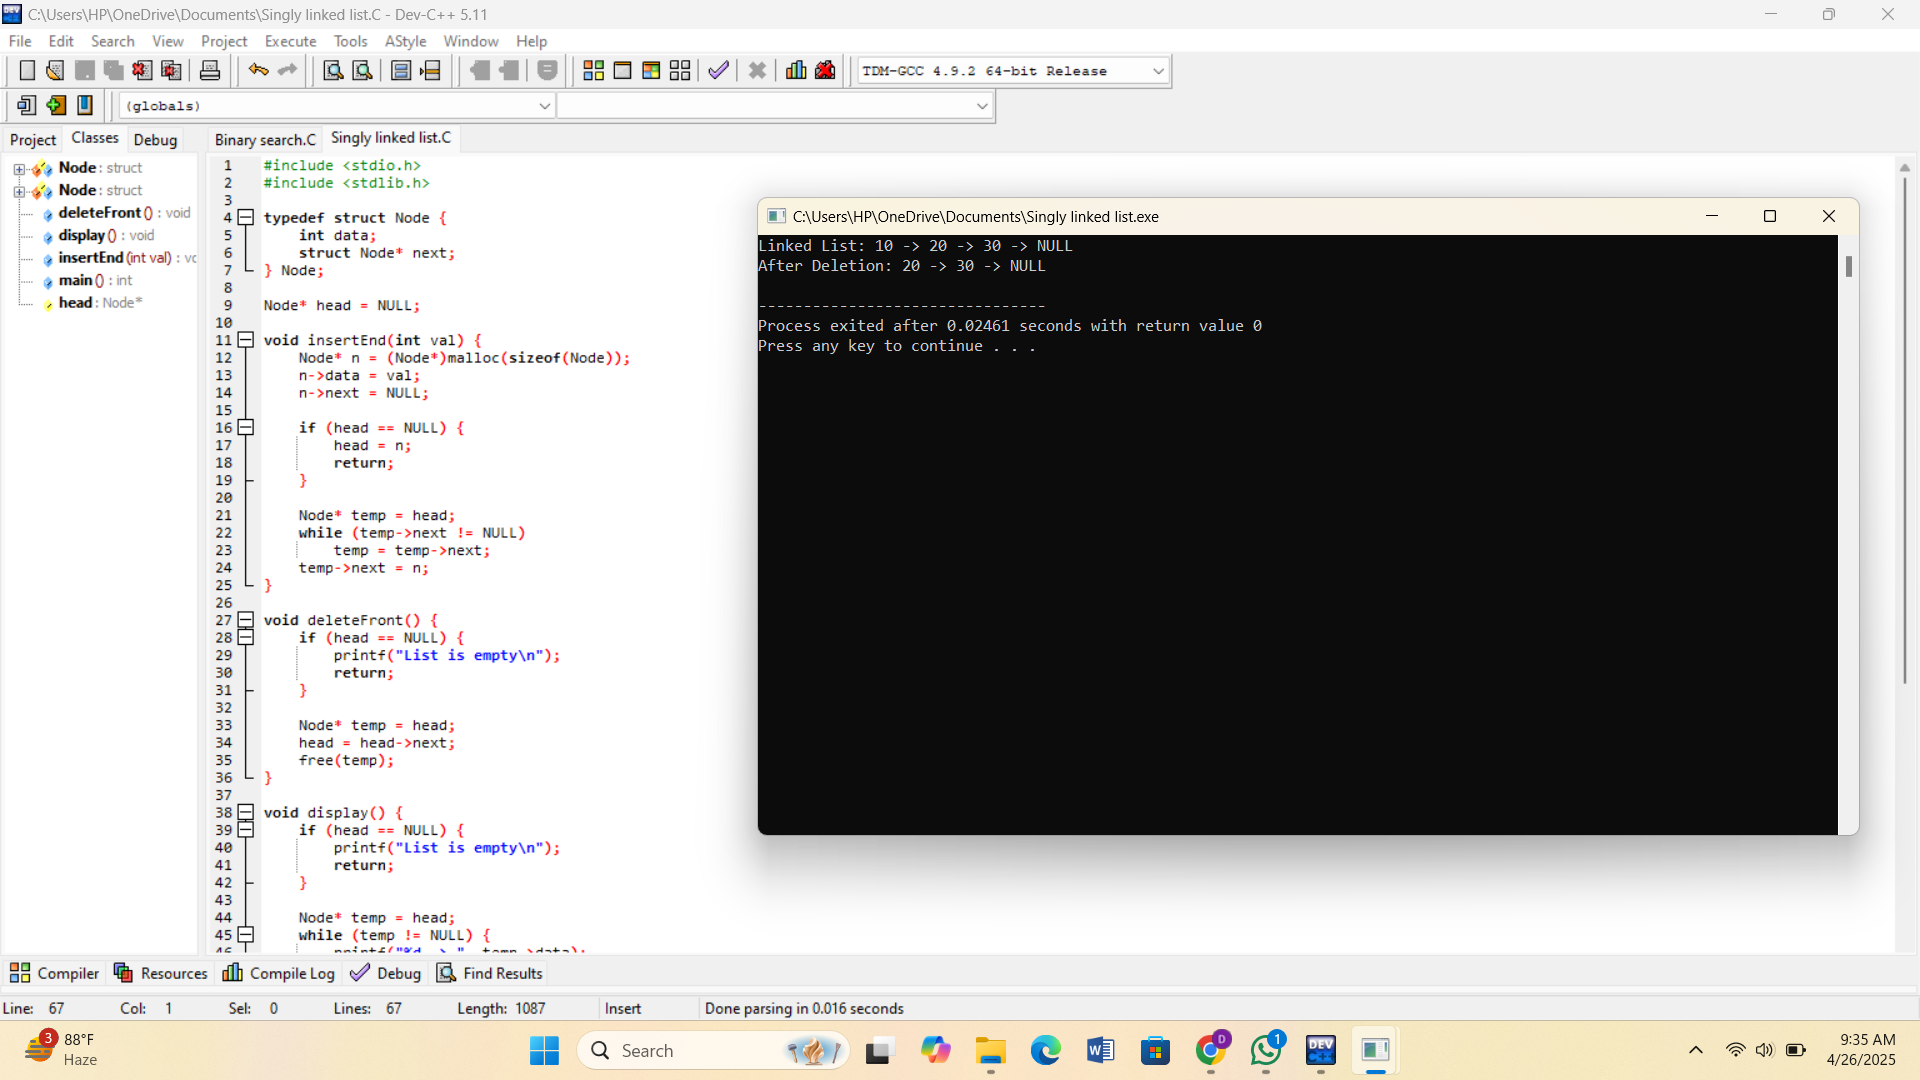 C:\Users\HP\OneDrive\Documents\Singly linked list.C - Dev-C++ 5.11
File Edit Search View Project Execute Tools AStyle Window Help
TDM-GCC 4.9.2 64-bit Release
(globals)
Project Classes Debug
Binary search.C Singly linked list.C
Node : struct
Node : struct
deleteFront () : void
display () : void
insertEnd (int val) : vo
main () : int
head : Node*
1 #include <stdio.h>
2 #include <stdlib.h>
3
4 typedef struct Node {
5 int data;
6 struct Node* next;
7 } Node;
8
9 Node* head = NULL;
10
11 void insertEnd(int val) {
12 Node* n = (Node*)malloc(sizeof(Node));
13 n->data = val;
14 n->next = NULL;
15
16 if (head == NULL) {
17 head = n;
18 return;
19 }
20
21 Node* temp = head;
22 while (temp->next != NULL)
23 temp = temp->next;
24 temp->next = n;
25 }
26
27 void deleteFront() {
28 if (head == NULL) {
29 printf("List is empty\n");
30 return;
31 }
32
33 Node* temp = head;
34 head = head->next;
35 free(temp);
36 }
37
38 void display() {
39 if (head == NULL) {
40 printf("List is empty\n");
41 return;
42 }
43
44 Node* temp = head;
45 while (temp != NULL) {
46 printf("%d -> ", temp->data);
C:\Users\HP\OneDrive\Documents\Singly linked list.exe
Linked List: 10 -> 20 -> 30 -> NULL
After Deletion: 20 -> 30 -> NULL
--------------------------------
Process exited after 0.02461 seconds with return value 0
Press any key to continue . . .
Compiler Resources Compile Log Debug Find Results
Line: 67 Col: 1 Sel: 0 Lines: 67 Length: 1087 Insert Done parsing in 0.016 seconds
3
88°F
Haze
Search
D
1
DEV
9:35 AM
4/26/2025